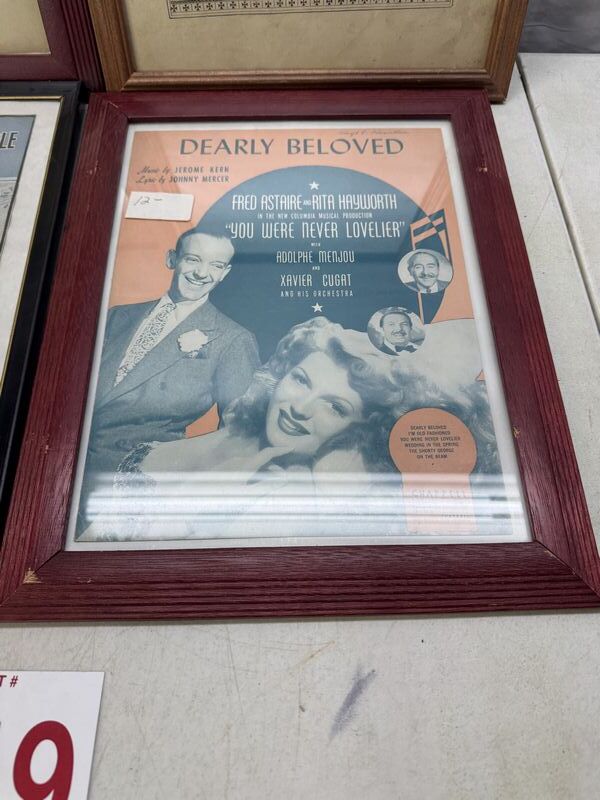 DEARLY BELOVED
Music by JEROME KERN
Lyric by JOHNNY MERCER
12-
FRED ASTAIRE AND RITA HAYWORTH
IN THE NEW COLUMBIA MUSICAL PRODUCTION
"YOU WERE NEVER LOVELIER"
WITH
ADOLPHE MENJOU
AND
XAVIER CUGAT
AND HIS ORCHESTRA
DEARLY BELOVED
I'M OLD FASHIONED
YOU WERE NEVER LOVELIER
WEDDING IN THE SPRING
THE SHORTY GEORGE
ON THE BEAM
CHAPPELL
LE
T #
9